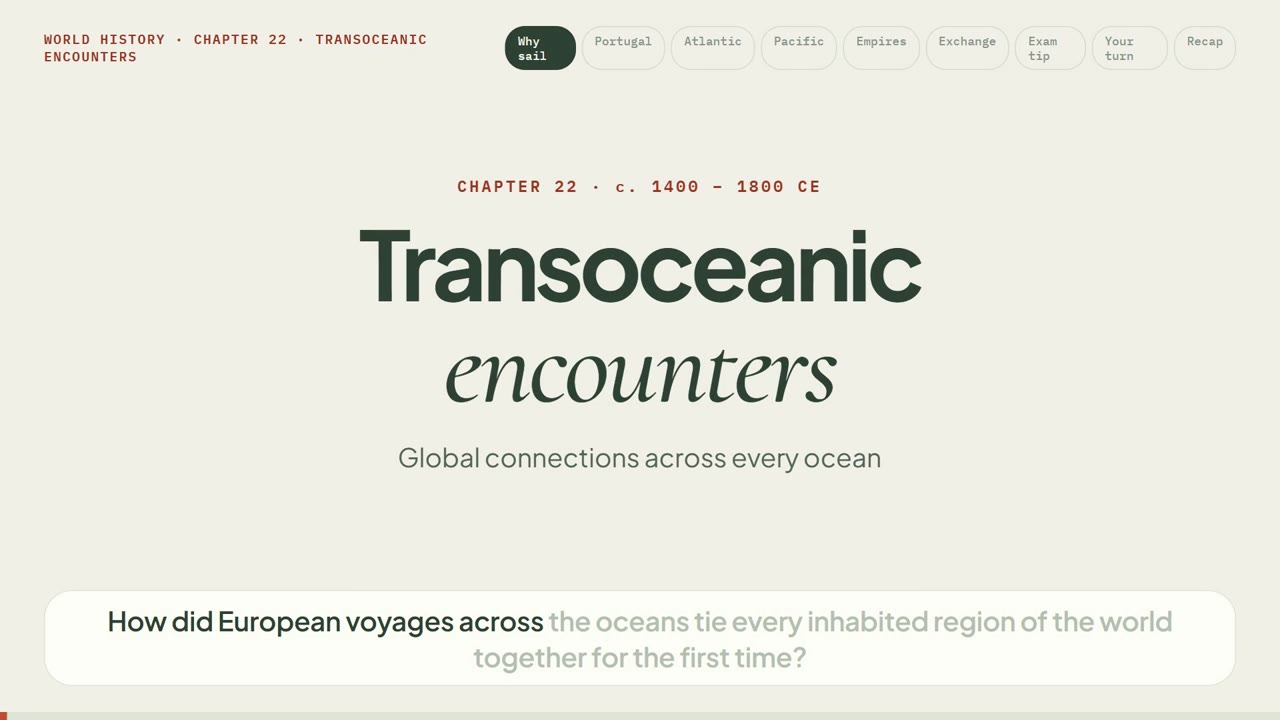 WORLD HISTORY · CHAPTER 22 · TRANSOCEANIC
ENCOUNTERS
Why
sail
Portugal
Atlantic
Pacific
Empires
Exchange
Exam
tip
Your
turn
Recap
CHAPTER 22 · c. 1400 – 1800 CE
Transoceanic
encounters
Global connections across every ocean
How did European voyages across the oceans tie every inhabited region of the world
together for the first time?